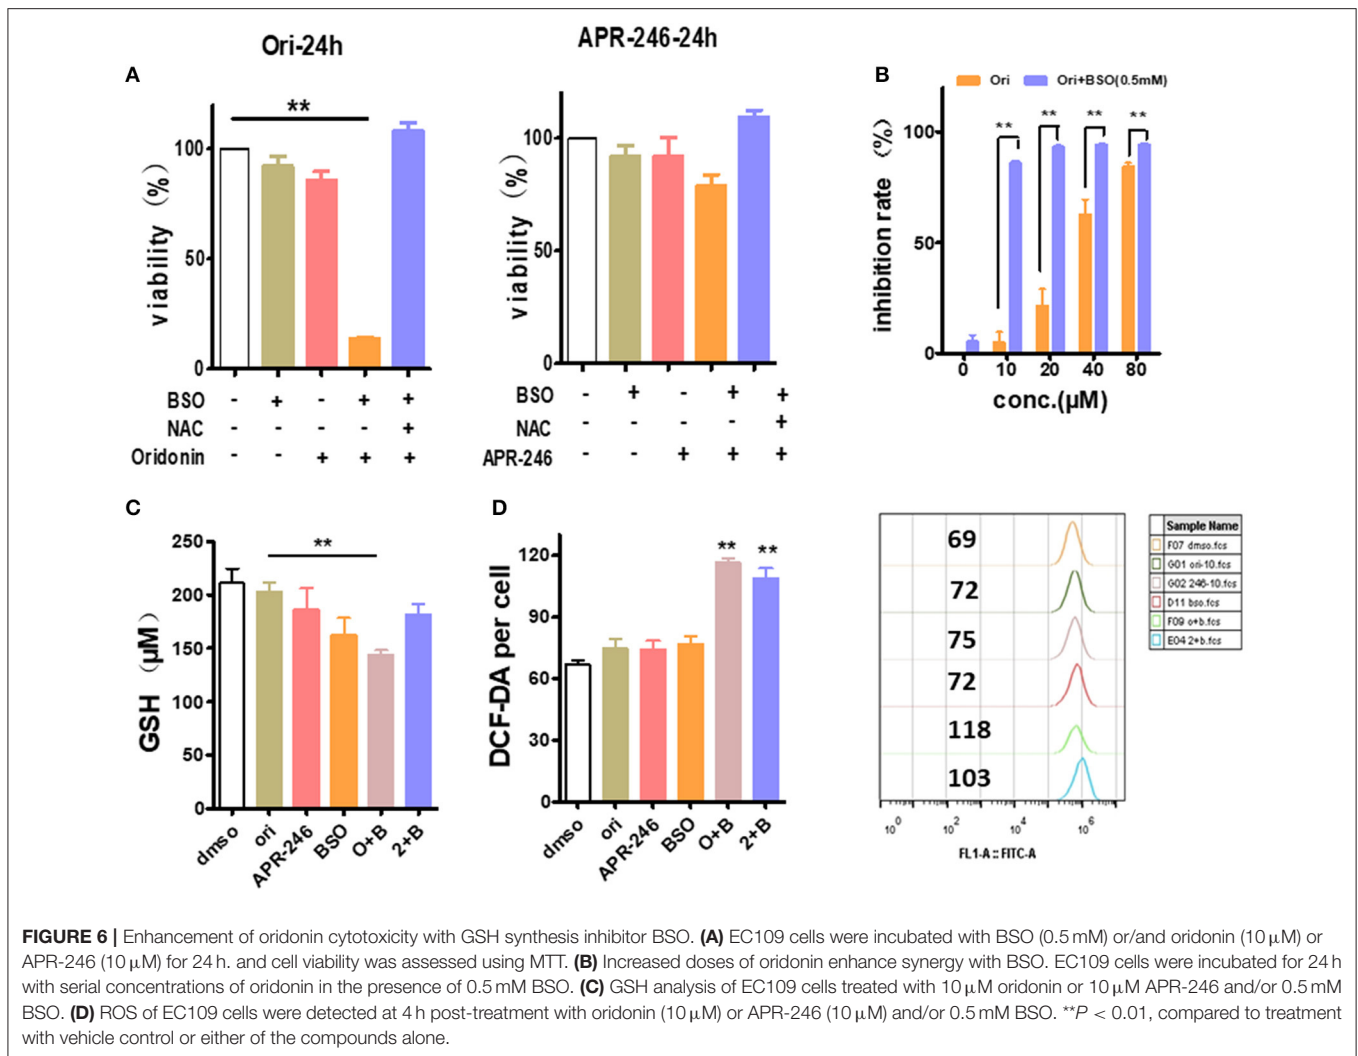 Ori-24h
APR-246-24h
A
**
viability (%)
100
50
0
BSO - + - + +
NAC - - - - +
Oridonin - - + + +
viability (%)
100
50
0
BSO - + - + +
NAC - - - - +
APR-246 - - + + +
B
Ori Ori+BSO(0.5mM)
** ** ** **
inhibition rate (%)
100
50
0
0 10 20 40 80
conc.(μM)
C
**
GSH (μM)
250
200
150
100
50
0
dmso ori APR-246 BSO O+B 2+B
D
** **
DCF-DA per cell
120
90
60
30
0
dmso ori APR-246 BSO O+B 2+B
69
72
75
72
118
103
10^0 10^2 10^4 10^6
FL1-A :: FITC-A
Sample Name
F07 dmso.fcs
G01 ori-10.fcs
G02 246-10.fcs
D11 bso.fcs
F09 o+b.fcs
E04 2+b.fcs
FIGURE 6 | Enhancement of oridonin cytotoxicity with GSH synthesis inhibitor BSO. (A) EC109 cells were incubated with BSO (0.5 mM) or/and oridonin (10 μM) or
APR-246 (10 μM) for 24 h. and cell viability was assessed using MTT. (B) Increased doses of oridonin enhance synergy with BSO. EC109 cells were incubated for 24 h
with serial concentrations of oridonin in the presence of 0.5 mM BSO. (C) GSH analysis of EC109 cells treated with 10 μM oridonin or 10 μM APR-246 and/or 0.5 mM
BSO. (D) ROS of EC109 cells were detected at 4 h post-treatment with oridonin (10 μM) or APR-246 (10 μM) and/or 0.5 mM BSO. **P < 0.01, compared to treatment
with vehicle control or either of the compounds alone.